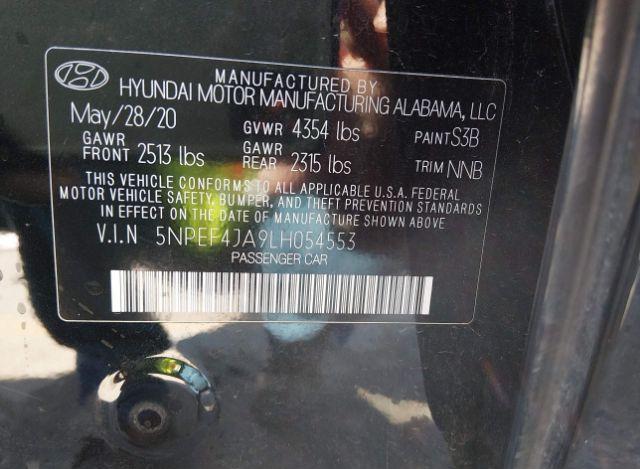 MANUFACTURED BY
HYUNDAI MOTOR MANUFACTURING ALABAMA, LLC
May/28/20 GVWR 4354 lbs PAINT S3B
GAWR FRONT 2513 lbs GAWR REAR 2315 lbs TRIM NNB
THIS VEHICLE CONFORMS TO ALL APPLICABLE U.S.A. FEDERAL
MOTOR VEHICLE SAFETY, BUMPER, AND THEFT PREVENTION STANDARDS
IN EFFECT ON THE DATE OF MANUFACTURE SHOWN ABOVE.
V.I.N 5NPEF4JA9LH054553
PASSENGER CAR